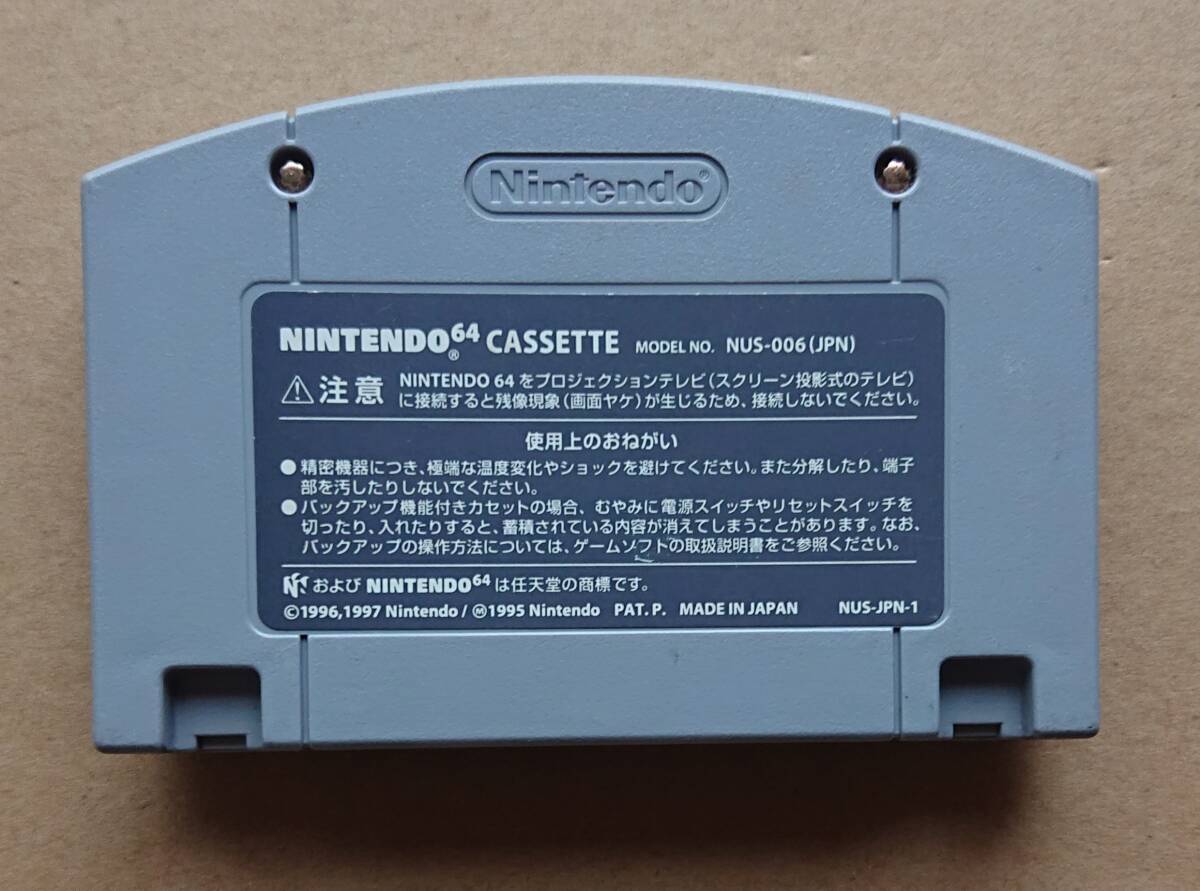 Nintendo®
NINTENDO64® CASSETTE MODEL NO. NUS-006(JPN)
⚠注意 NINTENDO 64 をプロジェクションテレビ(スクリーン投影式のテレビ)
に接続すると残像現象(画面ヤケ)が生じるため、接続しないでください。
使用上のおねがい
●精密機器につき、極端な温度変化やショックを避けてください。また分解したり、端子
部を汚したりしないでください。
●バックアップ機能付きカセットの場合、むやみに電源スイッチやリセットスイッチを
切ったり、入れたりすると、蓄積されている内容が消えてしまうことがあります。なお、
バックアップの操作方法については、ゲームソフトの取扱説明書をご参照ください。
および NINTENDO64 は任天堂の商標です。
©1996,1997 Nintendo/Ⓜ1995 Nintendo PAT. P. MADE IN JAPAN NUS-JPN-1